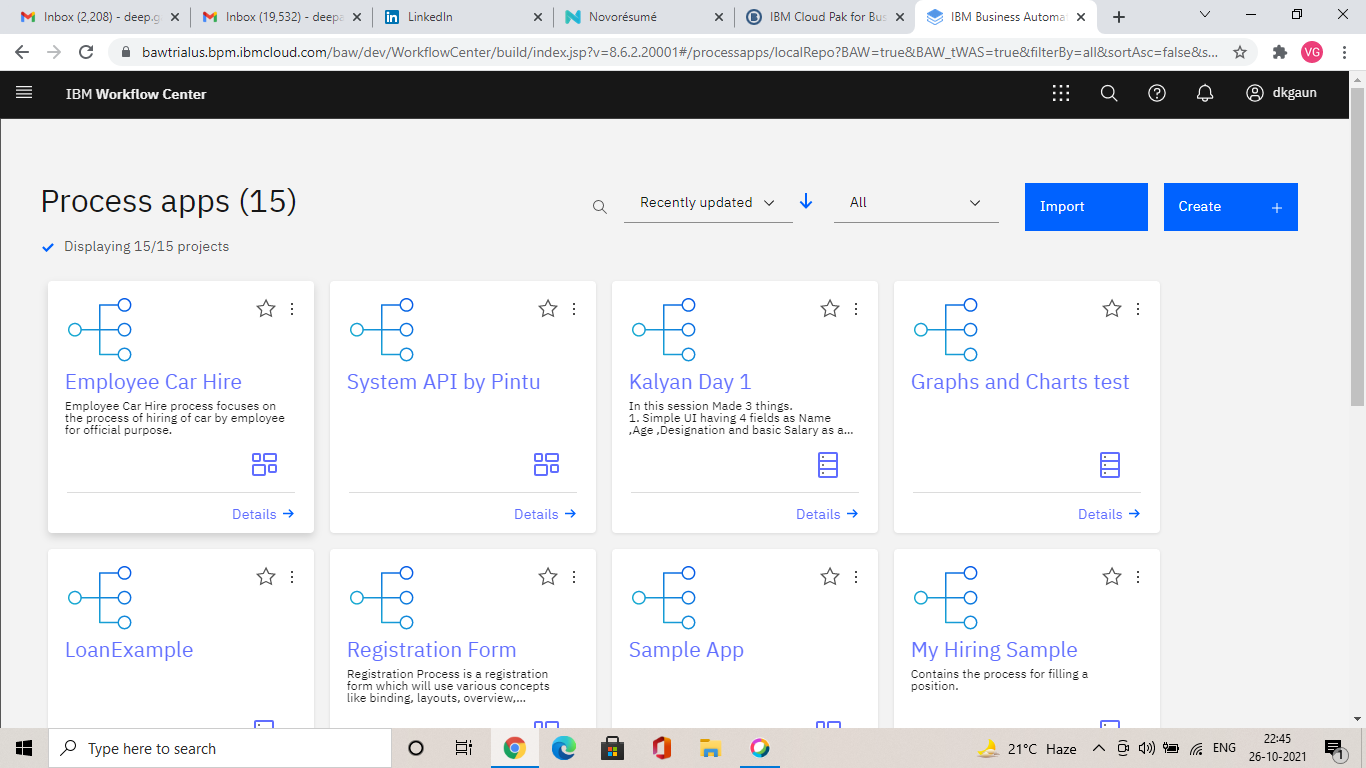 Inbox (2,208) - deep.g
Inbox (19,532) - deepa
LinkedIn
Novorésumé
IBM Cloud Pak for Bus
IBM Business Automat
bawtrialus.bpm.ibmcloud.com/baw/dev/WorkflowCenter/build/index.jsp?v=8.6.2.20001#/processapps/localRepo?BAW=true&BAW_tWAS=true&filterBy=all&sortAsc=false&s...
VG
IBM Workflow Center
dkgaun
Process apps (15)
Recently updated
All
Import
Create +
Displaying 15/15 projects
Employee Car Hire
Employee Car Hire process focuses on
the process of hiring of car by employee
for official purpose.
Details
System API by Pintu
Details
Kalyan Day 1
In this session Made 3 things.
1. Simple UI having 4 fields as Name
,Age ,Designation and basic Salary as a...
Details
Graphs and Charts test
Details
LoanExample
Registration Form
Registration Process is a registration
form which will use various concepts
like binding, layouts, overview,...
Sample App
My Hiring Sample
Contains the process for filling a
position.
Type here to search
21°C Haze
ENG
22:45
26-10-2021
1